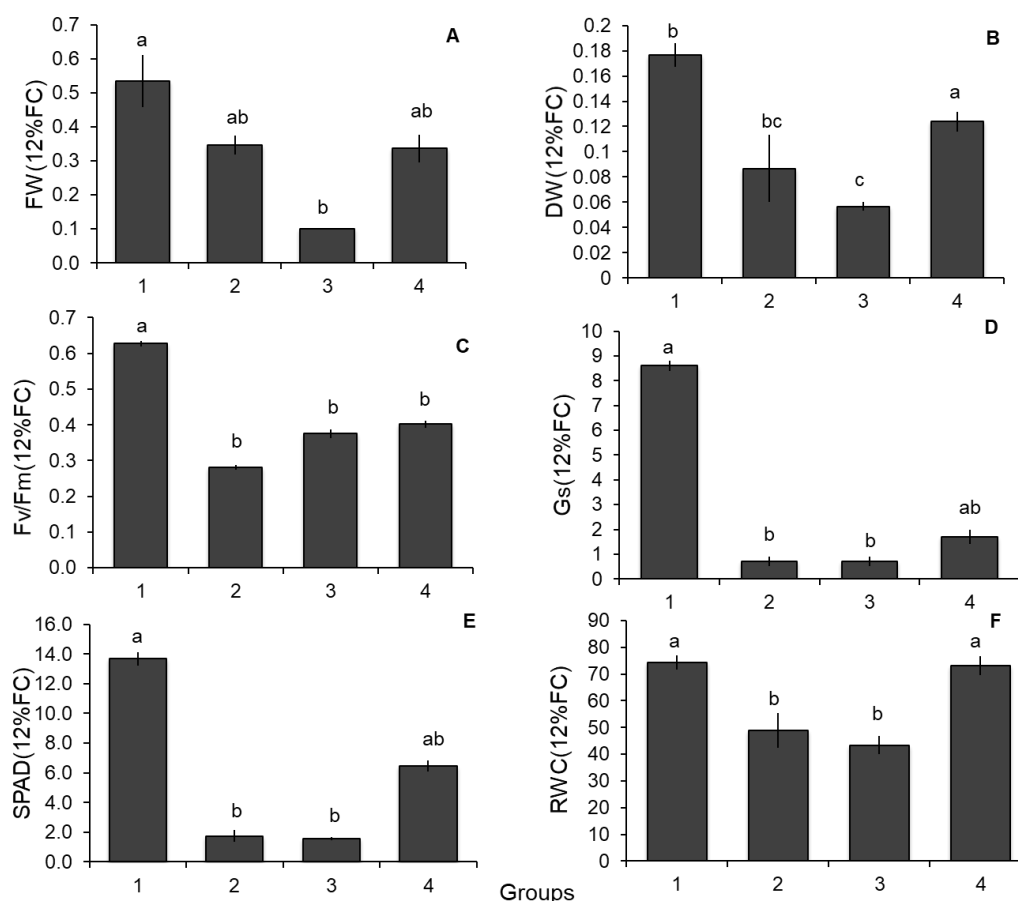 A
FW(12%FC)
0.7
0.6
0.5
0.4
0.3
0.2
0.1
0.0
a
ab
b
ab
1 2 3 4
B
DW(12%FC)
0.2
0.18
0.16
0.14
0.12
0.1
0.08
0.06
0.04
0.02
0
b
bc
c
a
1 2 3 4
C
Fv/Fm(12%FC)
0.7
0.6
0.5
0.4
0.3
0.2
0.1
0.0
a
b
b
b
1 2 3 4
D
Gs(12%FC)
10
9
8
7
6
5
4
3
2
1
0
a
b
b
ab
1 2 3 4
E
SPAD(12%FC)
16.0
14.0
12.0
10.0
8.0
6.0
4.0
2.0
0.0
a
b
b
ab
1 2 3 4
F
RWC(12%FC)
90
80
70
60
50
40
30
20
10
0
a
b
b
a
1 2 3 4
Groups